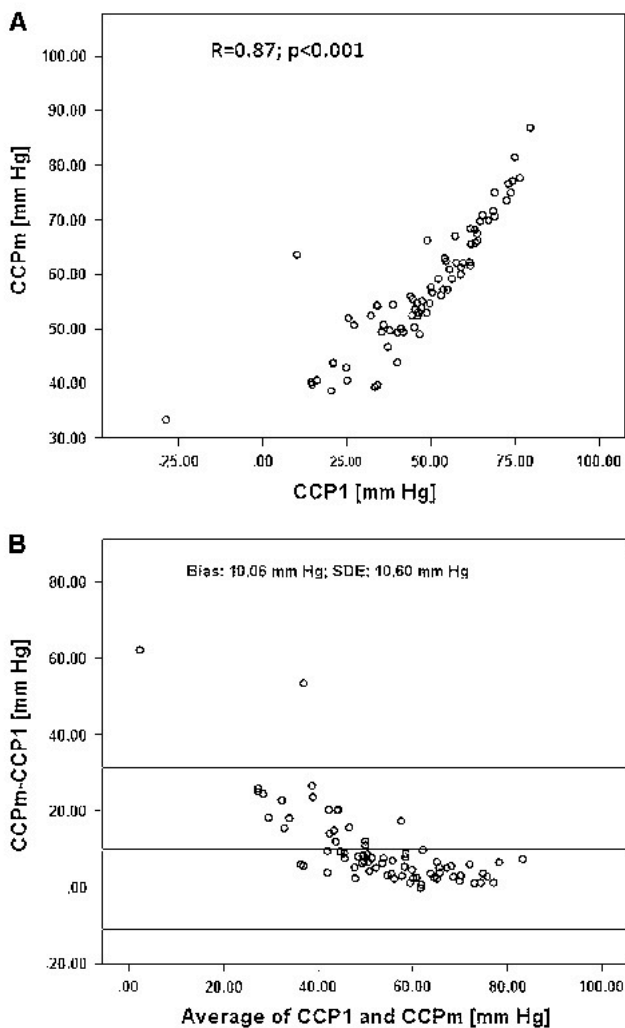 A
R=0.87; p<0.001
100.00
90.00
80.00
70.00
60.00
50.00
40.00
30.00
CCPm [mm Hg]
-25.00 .00 25.00 50.00 75.00 100.00
CCP1 [mm Hg]
B
Bias: 10,06 mm Hg; SDE: 10,60 mm Hg
80.00
60.00
40.00
20.00
.00
-20.00
CCPm-CCP1 [mm Hg]
.00 20.00 40.00 60.00 80.00 100.00
Average of CCP1 and CCPm [mm Hg]